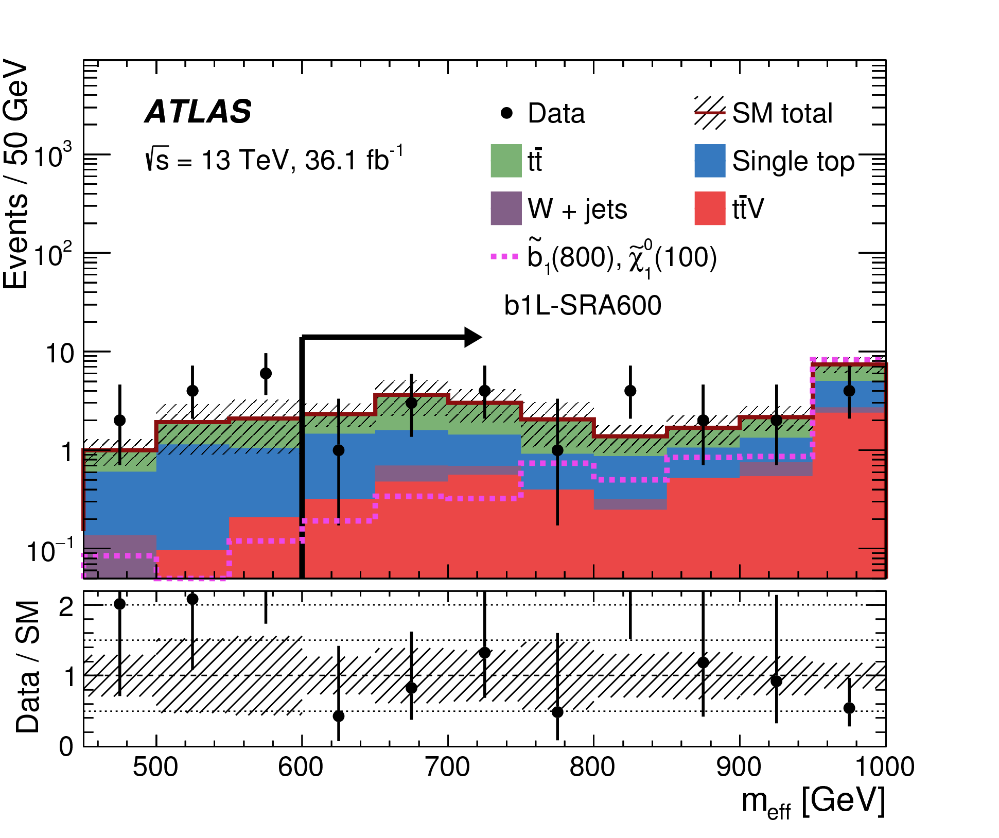 Events / 50 GeV
10³
10²
10
1
10⁻¹
ATLAS
√s = 13 TeV, 36.1 fb⁻¹
Data
SM total
tt̄
Single top
W + jets
tt̄V
b̃₁(800), χ̃₁⁰(100)
b1L-SRA600
Data / SM
2
1
0
500 600 700 800 900 1000
m_eff [GeV]